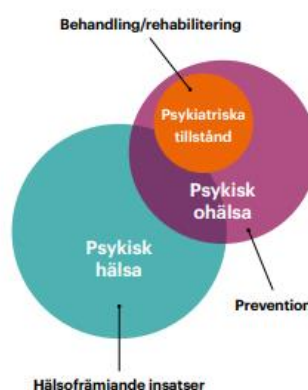 Behandling/rehabilitering
Psykiatriska
tillstånd
Psykisk
ohälsa
Psykisk
hälsa
Prevention
Hälsofrämjande insatser